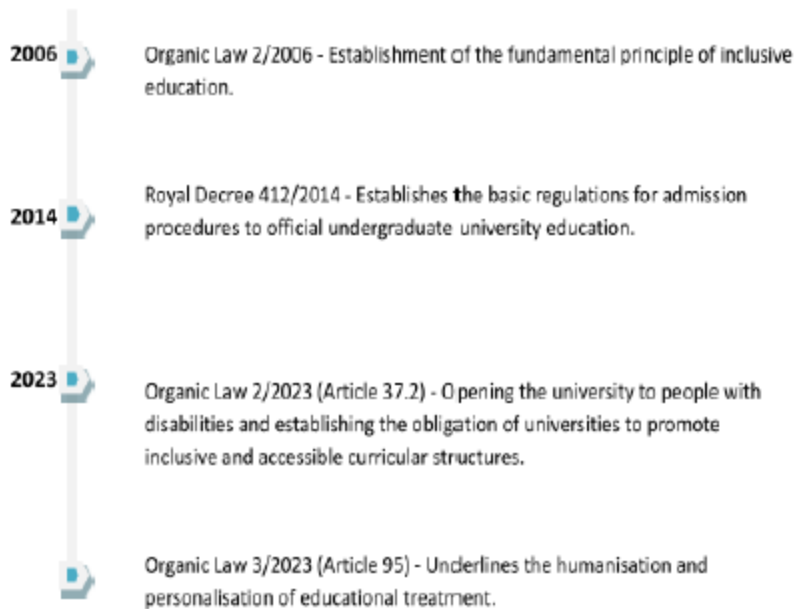 2006
Organic Law 2/2006 - Establishment of the fundamental principle of inclusive
education.
2014
Royal Decree 412/2014 - Establishes the basic regulations for admission
procedures to official undergraduate university education.
2023
Organic Law 2/2023 (Article 37.2) - Opening the university to people with
disabilities and establishing the obligation of universities to promote
inclusive and accessible curricular structures.
Organic Law 3/2023 (Article 95) - Underlines the humanisation and
personalisation of educational treatment.